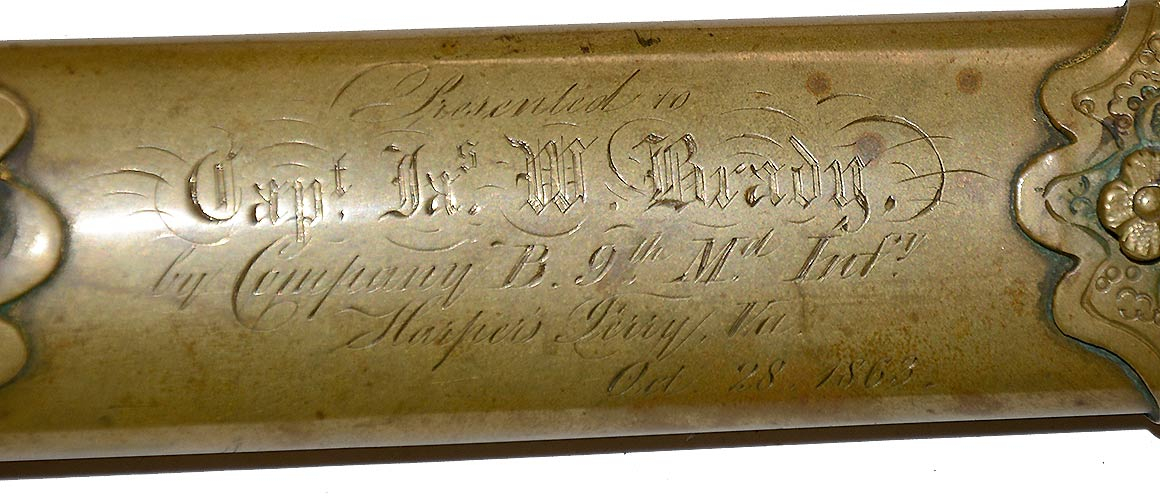 Presented to
Capt. Jas. W. Brady.
by Company B. 9th Md. Infy.
Harper's Ferry, Va.
Oct 28. 1863.